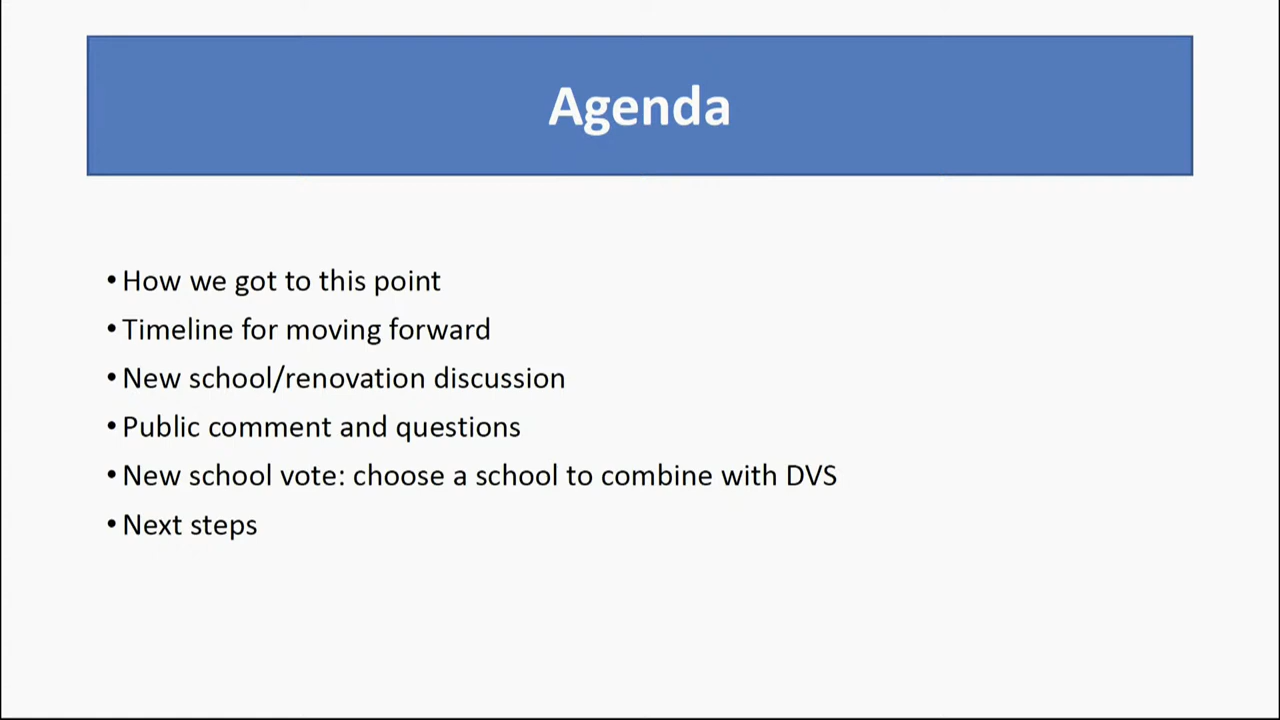 Agenda
• How we got to this point
• Timeline for moving forward
• New school/renovation discussion
• Public comment and questions
• New school vote: choose a school to combine with DVS
• Next steps